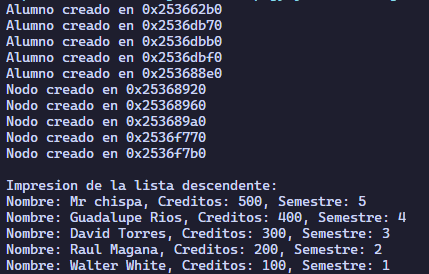 Alumno creado en 0x253662b0
Alumno creado en 0x2536db70
Alumno creado en 0x2536dbb0
Alumno creado en 0x2536dbf0
Alumno creado en 0x253688e0
Nodo creado en 0x25368920
Nodo creado en 0x25368960
Nodo creado en 0x253689a0
Nodo creado en 0x2536f770
Nodo creado en 0x2536f7b0
Impresion de la lista descendente:
Nombre: Mr chispa, Creditos: 500, Semestre: 5
Nombre: Guadalupe Rios, Creditos: 400, Semestre: 4
Nombre: David Torres, Creditos: 300, Semestre: 3
Nombre: Raul Magana, Creditos: 200, Semestre: 2
Nombre: Walter White, Creditos: 100, Semestre: 1